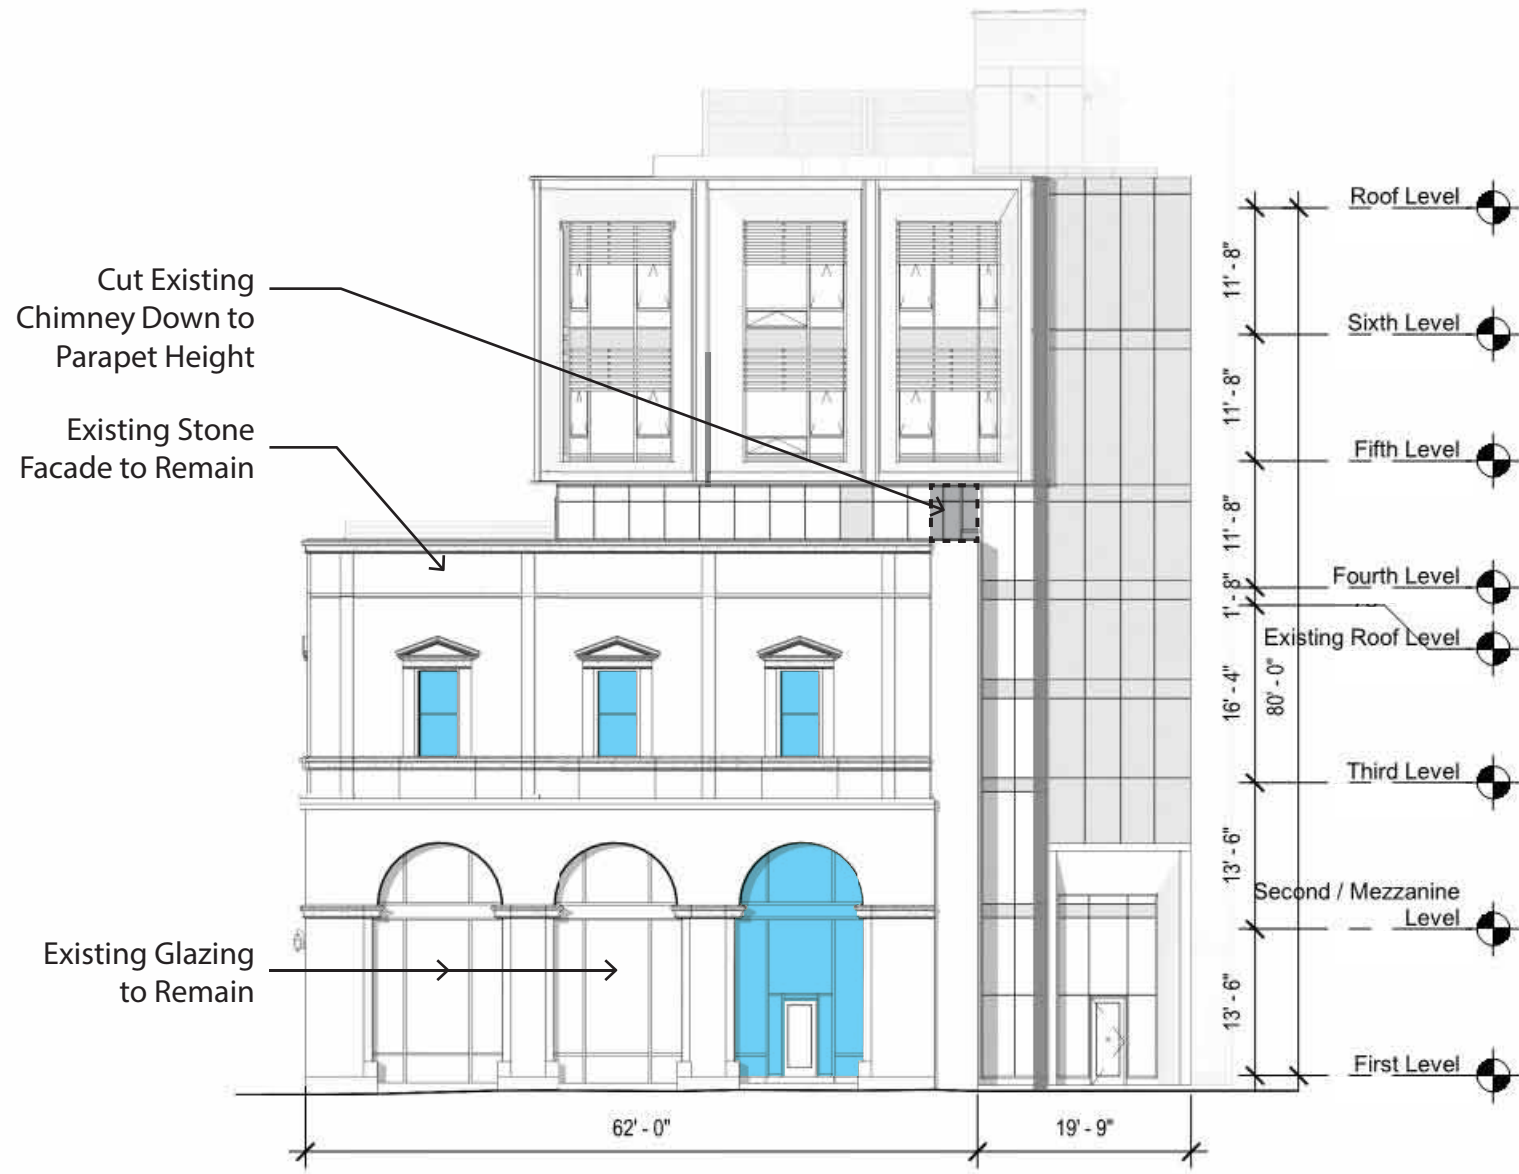 Cut Existing
Chimney Down to
Parapet Height
Existing Stone
Facade to Remain
Existing Glazing
to Remain
Roof Level
11' - 8"
Sixth Level
11' - 8"
Fifth Level
11' - 8"
Fourth Level
1' - 8"
Existing Roof Level
16' - 4"
80' - 0"
Third Level
13' - 6"
Second / Mezzanine
Level
13' - 6"
First Level
62' - 0"
19' - 9"